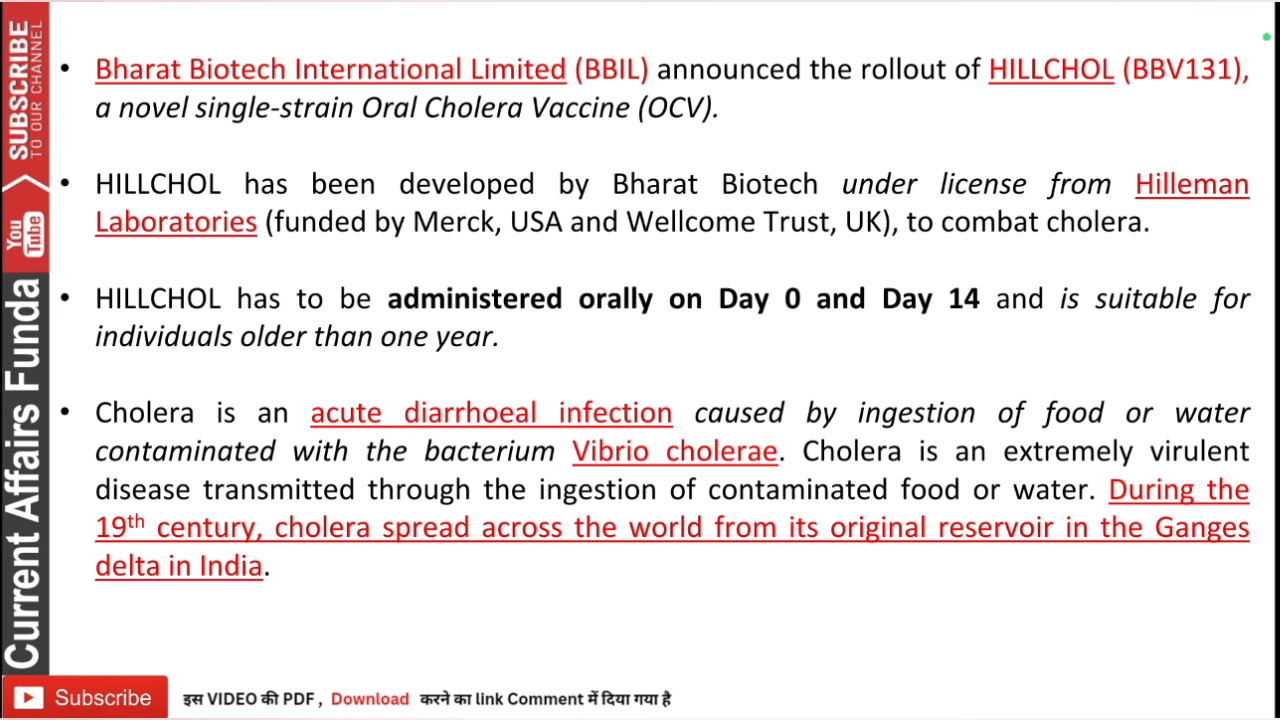 SUBSCRIBE
TO OUR CHANNEL
You
Tube
Current Affairs Funda
• Bharat Biotech International Limited (BBIL) announced the rollout of HILLCHOL (BBV131),
a novel single-strain Oral Cholera Vaccine (OCV).
• HILLCHOL has been developed by Bharat Biotech under license from Hilleman
Laboratories (funded by Merck, USA and Wellcome Trust, UK), to combat cholera.
• HILLCHOL has to be administered orally on Day 0 and Day 14 and is suitable for
individuals older than one year.
• Cholera is an acute diarrhoeal infection caused by ingestion of food or water
contaminated with the bacterium Vibrio cholerae. Cholera is an extremely virulent
disease transmitted through the ingestion of contaminated food or water. During the
19th century, cholera spread across the world from its original reservoir in the Ganges
delta in India.
Subscribe इस VIDEO की PDF , Download करने का link Comment में दिया गया है